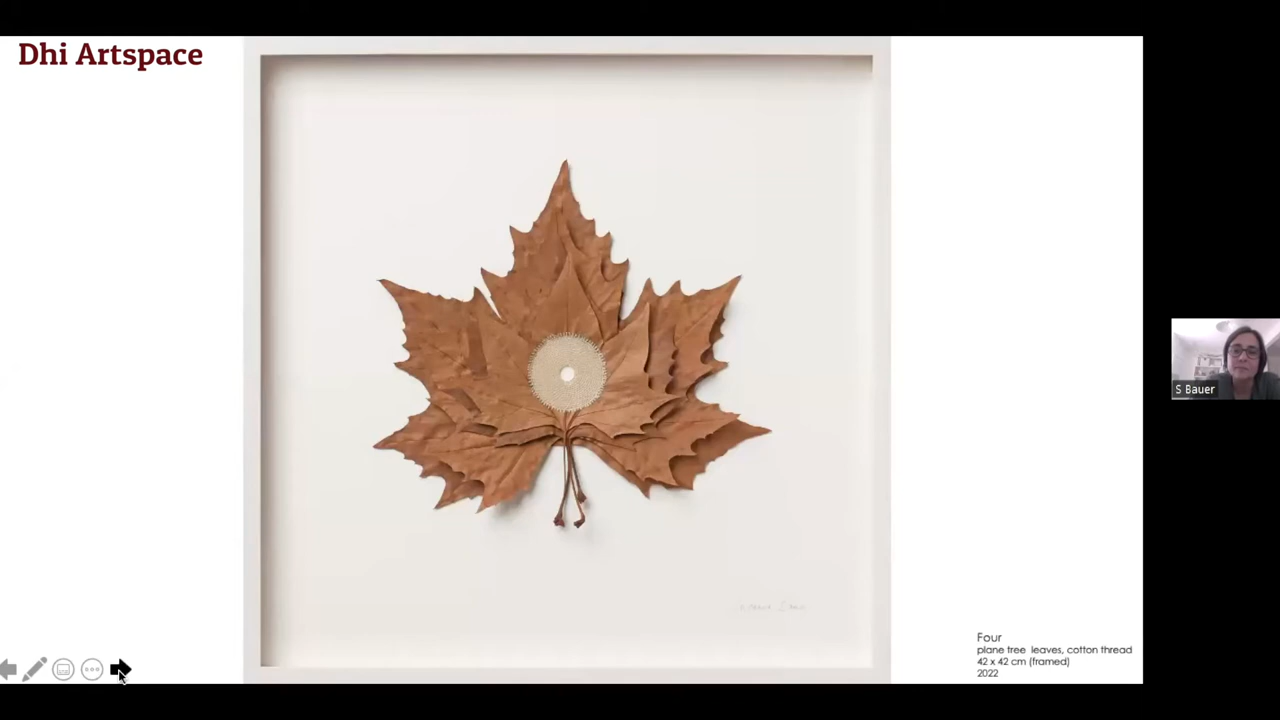 Dhi Artspace
S Bauer
Four
plane tree leaves, cotton thread
42 x 42 cm (framed)
2022